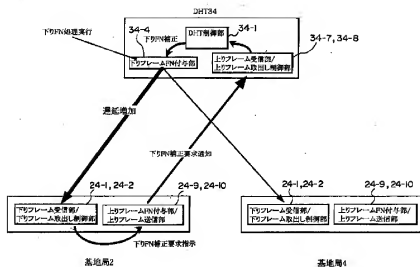 DHT34
34-4
34-1
34-7, 34-8
下りFN処理実行
下りFN補正
DHT制御部
下りフレームFN付与部
上りフレーム受信部/
上りフレーム取出し制御部
遅延増加
下りFN補正要求通知
24-1, 24-2
24-9, 24-10
24-1, 24-2
24-9, 24-10
下りフレーム受信部/
下りフレーム取出し制御部
上りフレームFN付与部/
上りフレーム送信部
下りフレーム受信部/
下りフレーム取出し制御部
上りフレームFN付与部/
上りフレーム送信部
下りFN補正要求指示
基地局2
基地局4